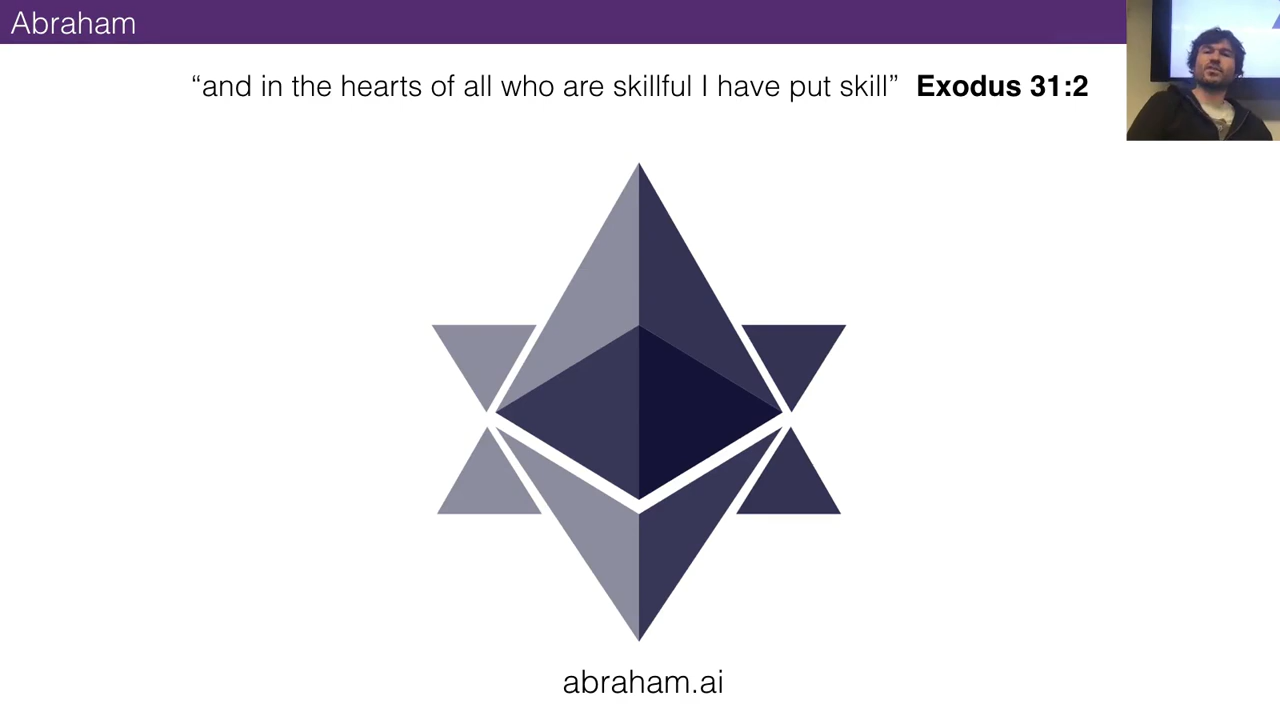 Abraham
“and in the hearts of all who are skillful I have put skill” Exodus 31:2
abraham.ai